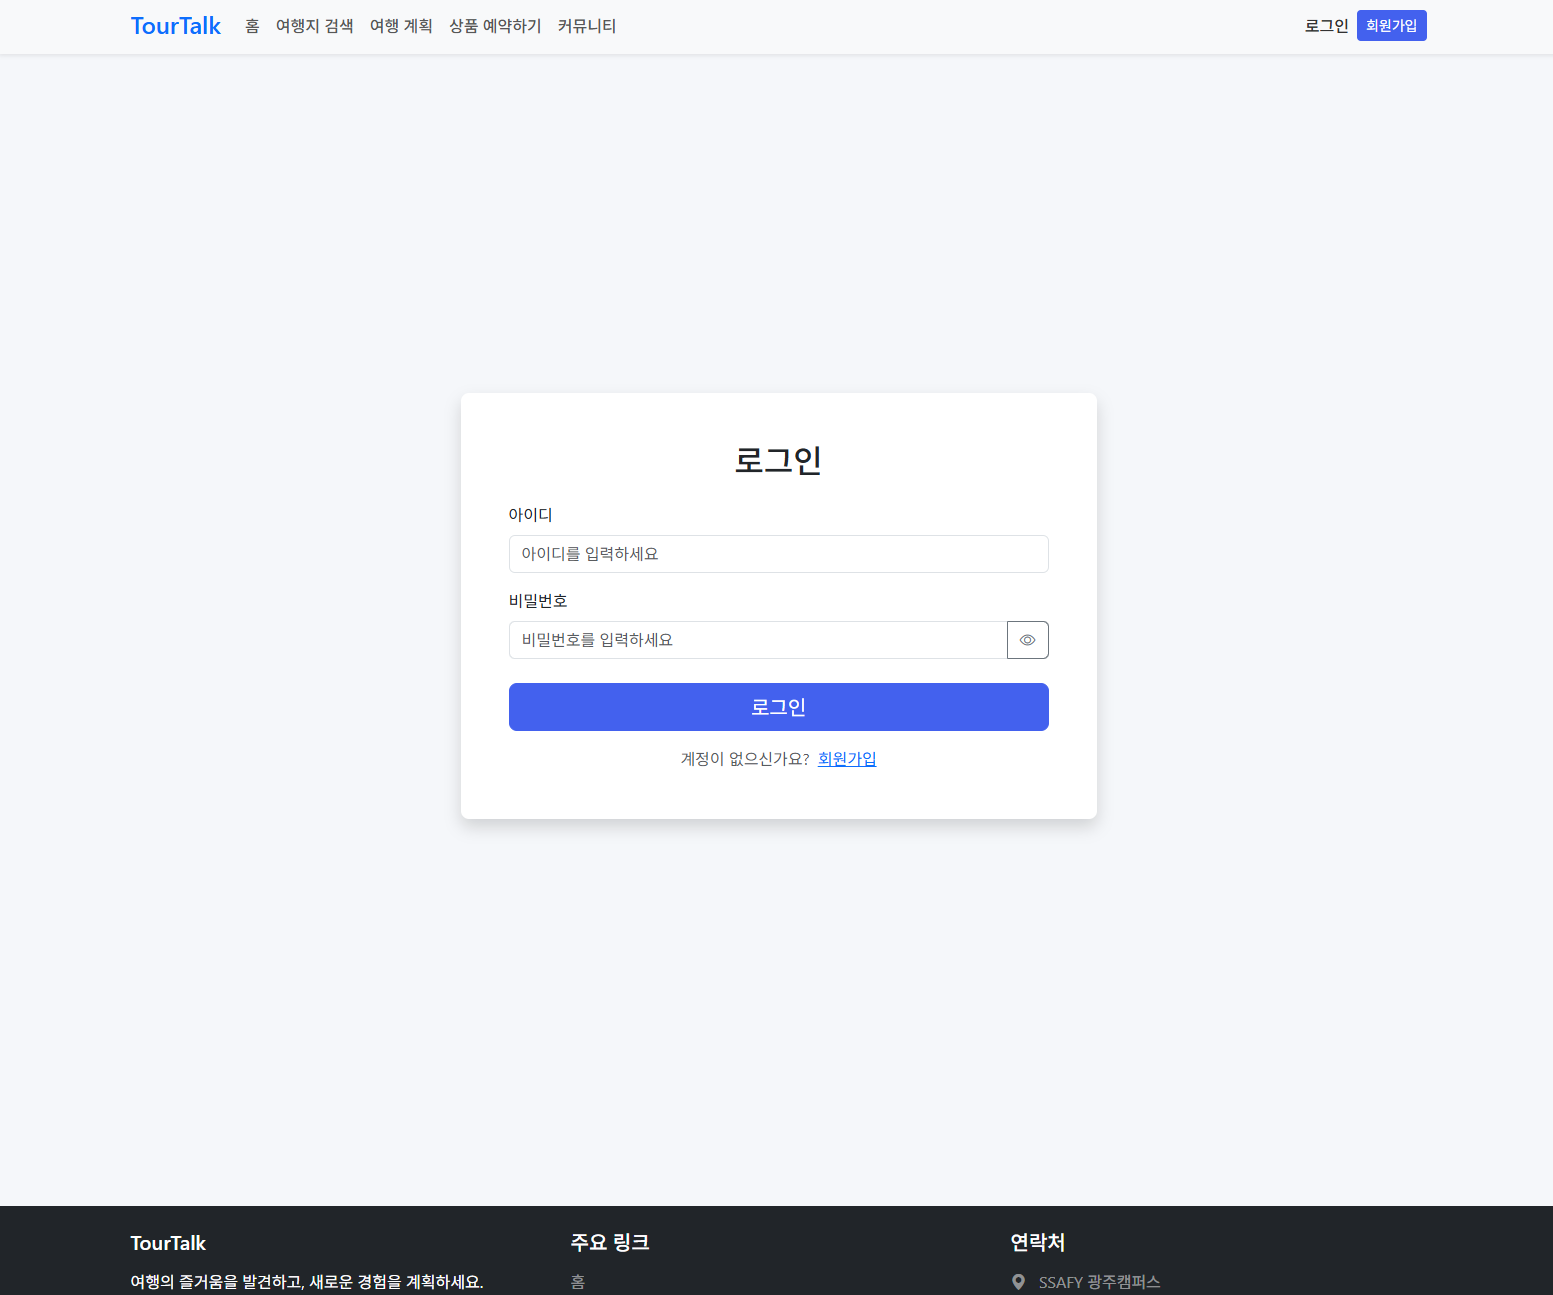 TourTalk 홈 여행지 검색 여행 계획 상품 예약하기 커뮤니티 로그인 회원가입
로그인
아이디
아이디를 입력하세요
비밀번호
비밀번호를 입력하세요
로그인
계정이 없으신가요? 회원가입
TourTalk
여행의 즐거움을 발견하고, 새로운 경험을 계획하세요.
주요 링크
홈
연락처
SSAFY 광주캠퍼스